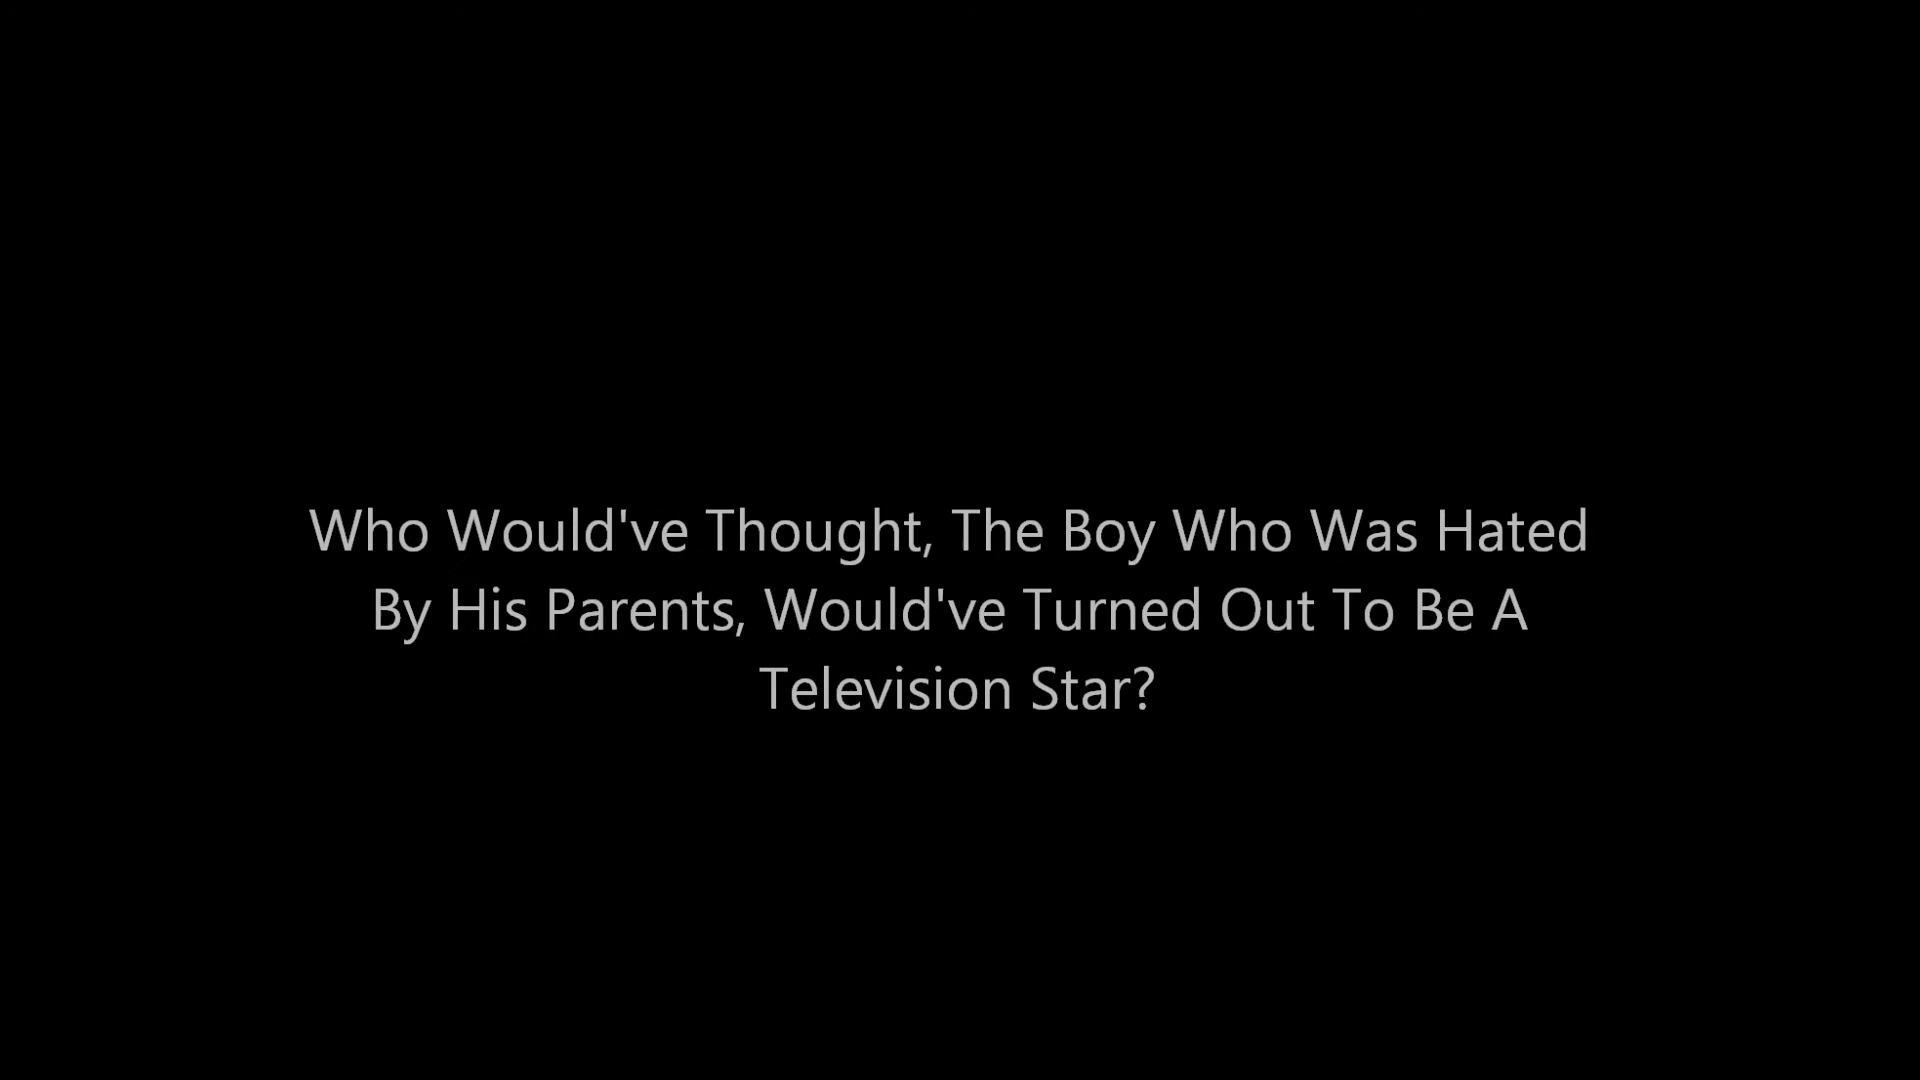 Who Would've Thought, The Boy Who Was Hated
By His Parents, Would've Turned Out To Be A
Television Star?